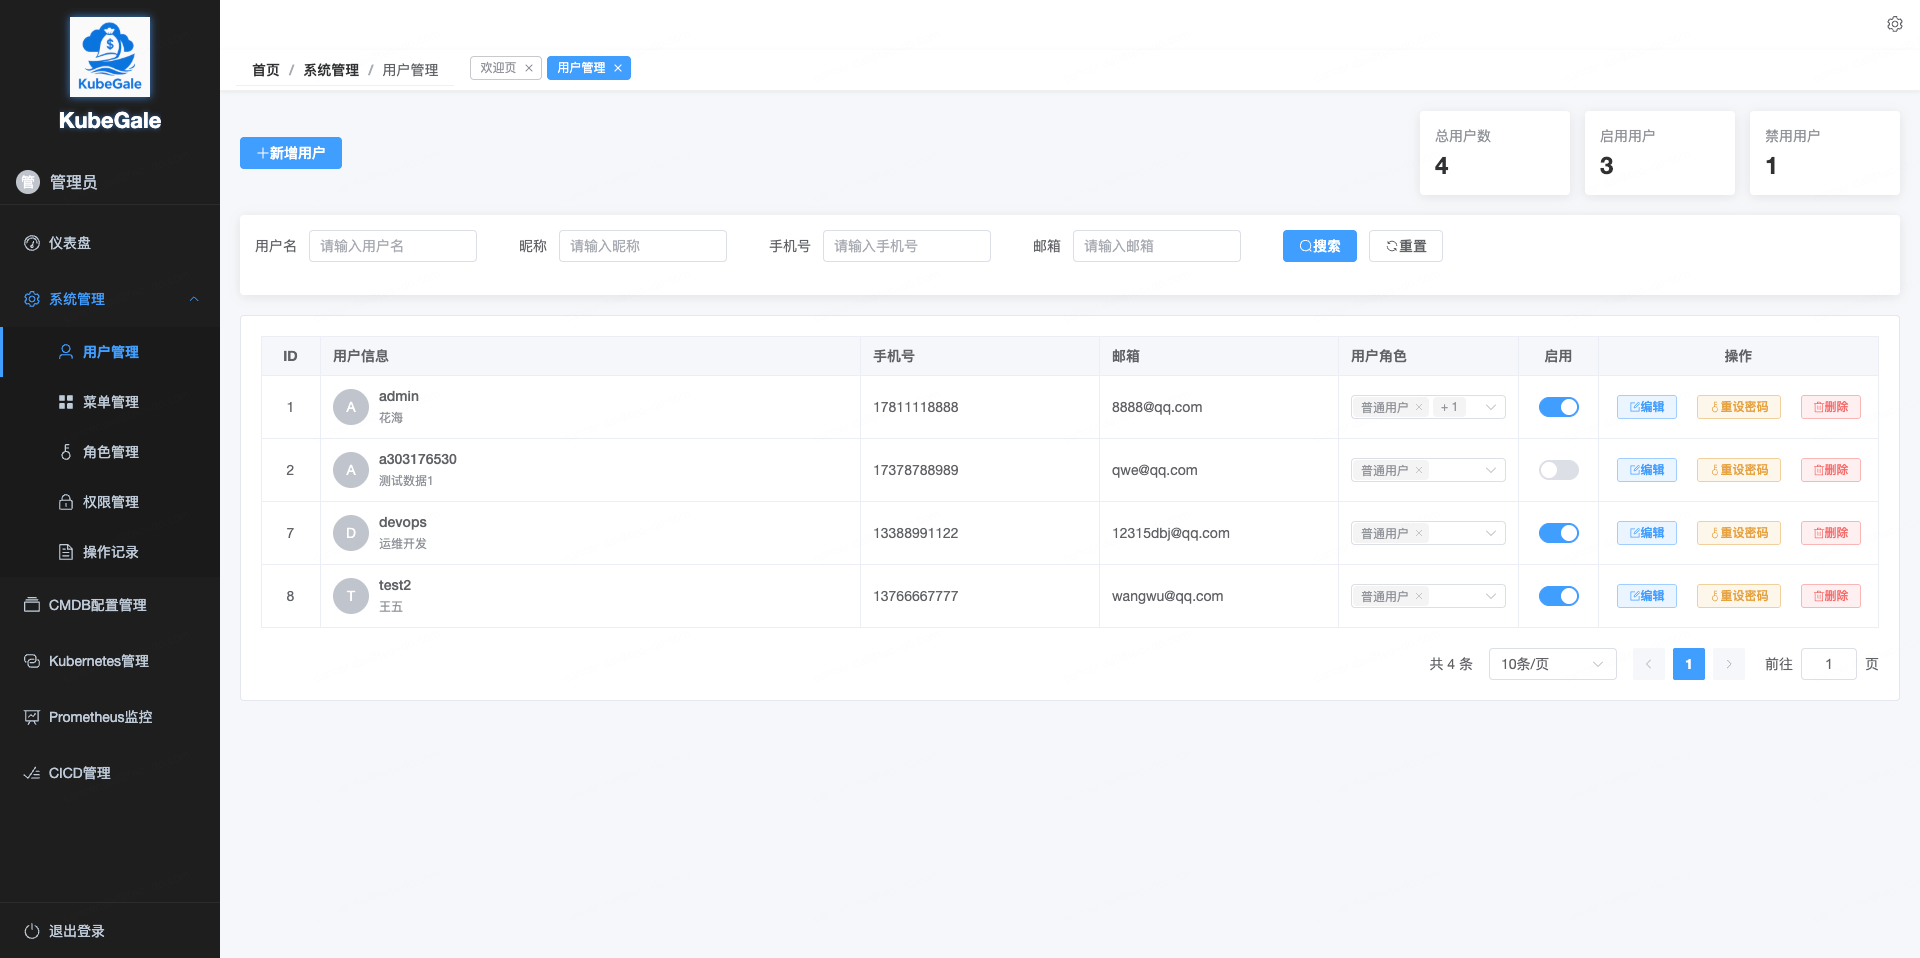 KubeGale
KubeGale
管 管理员
仪表盘
系统管理
用户管理
菜单管理
角色管理
权限管理
操作记录
CMDB配置管理
Kubernetes管理
Prometheus监控
CICD管理
退出登录
首页 / 系统管理 / 用户管理
欢迎页 ×
用户管理 ×
+新增用户
总用户数
4
启用用户
3
禁用用户
1
用户名 请输入用户名 昵称 请输入昵称 手机号 请输入手机号 邮箱 请输入邮箱 搜索 重置
ID 用户信息 手机号 邮箱 用户角色 启用 操作
1 A admin 17811118888 8888@qq.com 普通用户 × + 1 编辑 重设密码 删除
花海
2 A a303176530 17378788989 qwe@qq.com 普通用户 × 编辑 重设密码 删除
测试数据1
7 D devops 13388991122 12315dbj@qq.com 普通用户 × 编辑 重设密码 删除
运维开发
8 T test2 13766667777 wangwu@qq.com 普通用户 × 编辑 重设密码 删除
王五
共 4 条 10条/页 1 前往 1 页